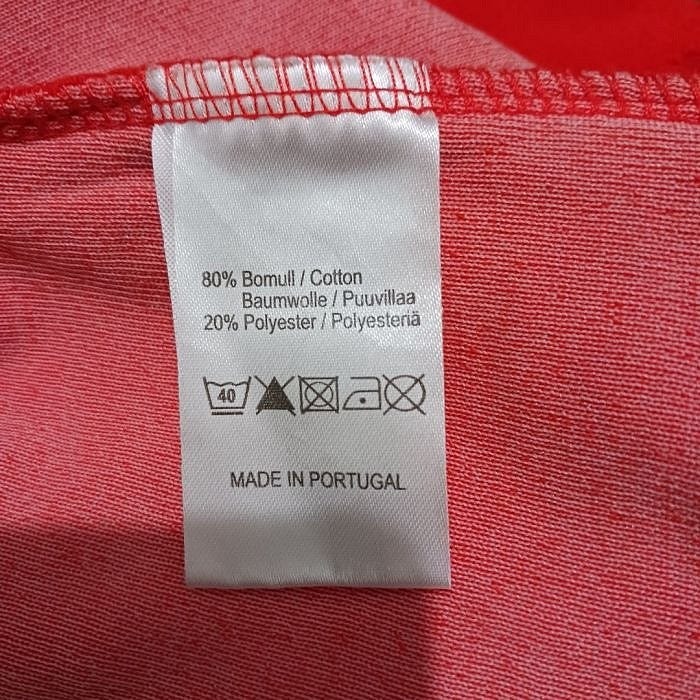 80% Bomull / Cotton
Baumwolle / Puuvillaa
20% Polyester / Polyesteriä
40
MADE IN PORTUGAL